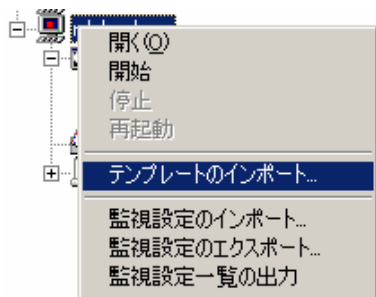 開く(O)
開始
停止
再起動
テンプレートのインポート...
監視設定のインポート...
監視設定のエクスポート...
監視設定一覧の出力